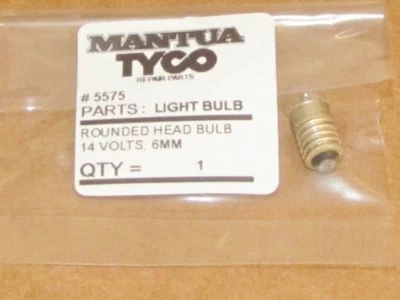 MANTUA
TYCO
REPAIR PARTS
# 5575
PARTS: LIGHT BULB
ROUNDED HEAD BULB
14 VOLTS, 6MM
QTY = 1